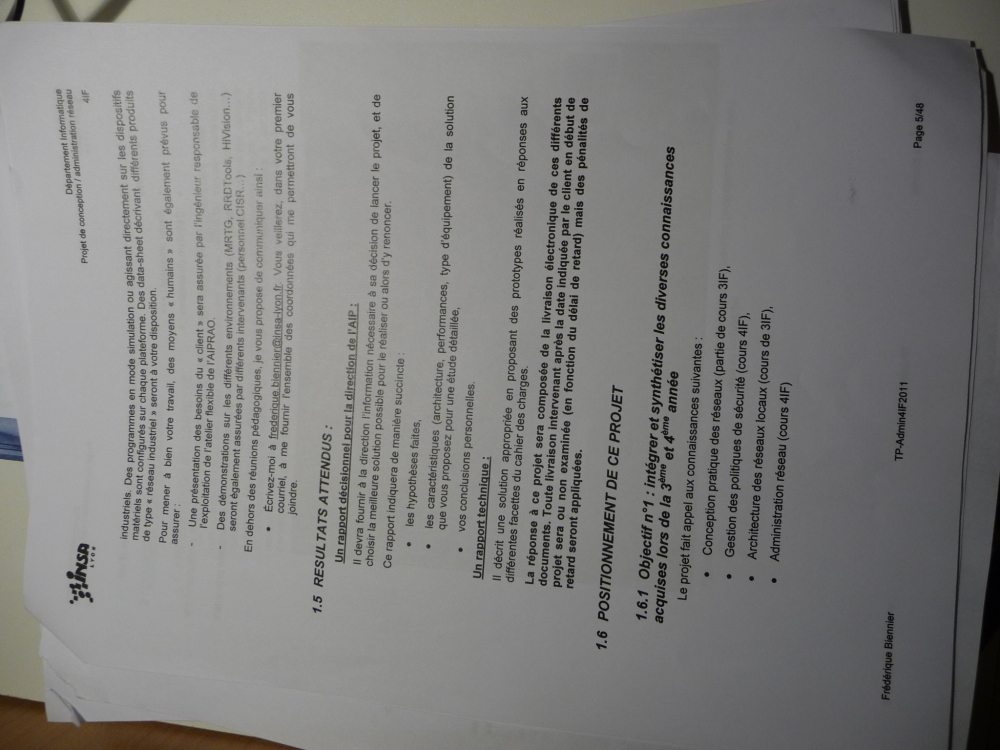 INSA
LYON
Département Informatique
Projet de conception / administration réseau
4IF
industriels. Des programmes en mode simulation ou agissant directement sur les dispositifs
matériels sont configurés sur chaque plateforme. Des data-sheet décrivant différents produits
de type « réseau industriel » seront à votre disposition.
Pour mener à bien votre travail, des moyens « humains » sont également prévus pour
assurer :
- Une présentation des besoins du « client » sera assurée par l'ingénieur responsable de
l'exploitation de l'atelier flexible de l'AIPRAO.
- Des démonstrations sur les différents environnements (MRTG, RRDTools, HiVision...)
seront également assurées par différents intervenants (personnel CISR...)
En dehors des réunions pédagogiques, je vous propose de communiquer ainsi :
• Ecrivez-moi à frederique.biennier@insa-lyon.fr. Vous veillerez, dans votre premier
courriel, à me fournir l'ensemble des coordonnées qui me permettront de vous
joindre.
1.5 RESULTATS ATTENDUS :
Un rapport décisionnel pour la direction de l'AIP :
Il devra fournir à la direction l'information nécessaire à sa décision de lancer le projet, et de
choisir la meilleure solution possible pour le réaliser ou alors d'y renoncer.
Ce rapport indiquera de manière succincte :
• les hypothèses faites,
• les caractéristiques (architecture, performances, type d'équipement) de la solution
que vous proposez pour une étude détaillée,
• vos conclusions personnelles.
Un rapport technique :
Il décrit une solution appropriée en proposant des prototypes réalisés en réponses aux
différentes facettes du cahier des charges.
La réponse à ce projet sera composée de la livraison électronique de ces différents
documents. Toute livraison intervenant après la date indiquée par le client en début de
projet sera ou non examinée (en fonction du délai de retard) mais des pénalités de
retard seront appliquées.
1.6 POSITIONNEMENT DE CE PROJET
1.6.1 Objectif n°1 : intégrer et synthétiser les diverses connaissances
acquises lors de la 3ème et 4ème année
Le projet fait appel aux connaissances suivantes :
• Conception pratique des réseaux (partie de cours 3IF),
• Gestion des politiques de sécurité (cours 4IF),
• Architecture des réseaux locaux (cours de 3IF),
• Administration réseau (cours 4IF)
Frédérique Biennier
TP-Admin4IF2011
Page 5/48